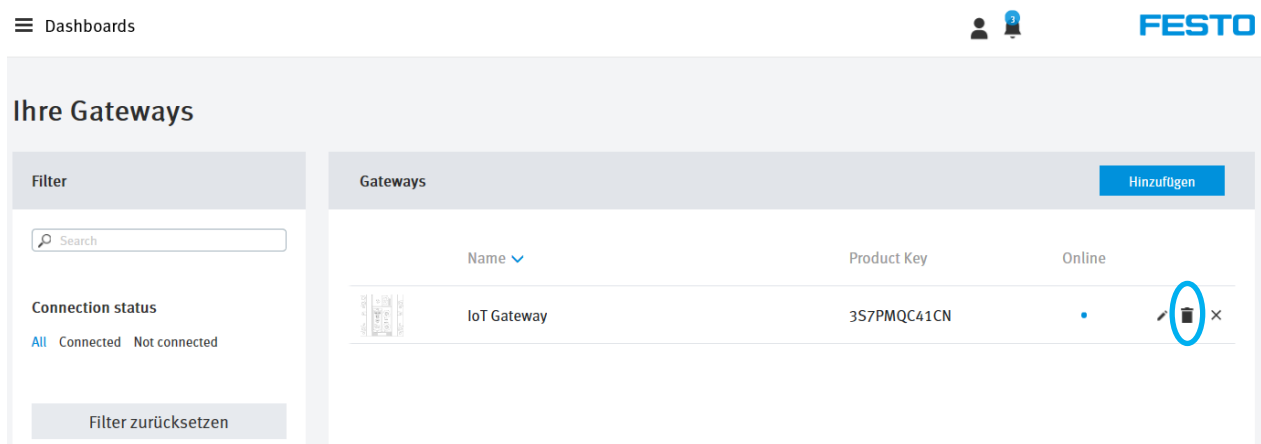 Dashboards
3
FESTO
Ihre Gateways
Filter
Search
Connection status
All Connected Not connected
Filter zurücksetzen
Gateways
Hinzufügen
Name Product Key Online
IoT Gateway 3S7PMQC41CN